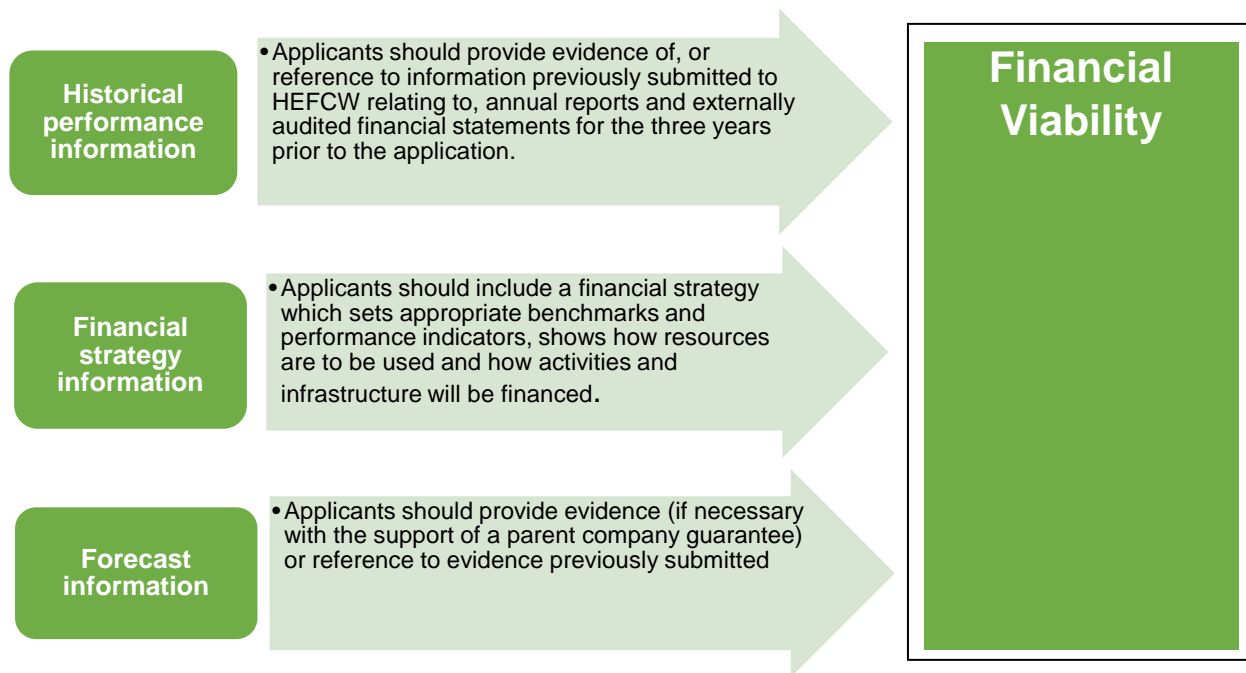 Historical
performance
information
•Applicants should provide evidence of, or
reference to information previously submitted to
HEFCW relating to, annual reports and externally
audited financial statements for the three years
prior to the application.
Financial
strategy
information
•Applicants should include a financial strategy
which sets appropriate benchmarks and
performance indicators, shows how resources
are to be used and how activities and
infrastructure will be financed.
Forecast
information
•Applicants should provide evidence (if necessary
with the support of a parent company guarantee)
or reference to evidence previously submitted
Financial
Viability